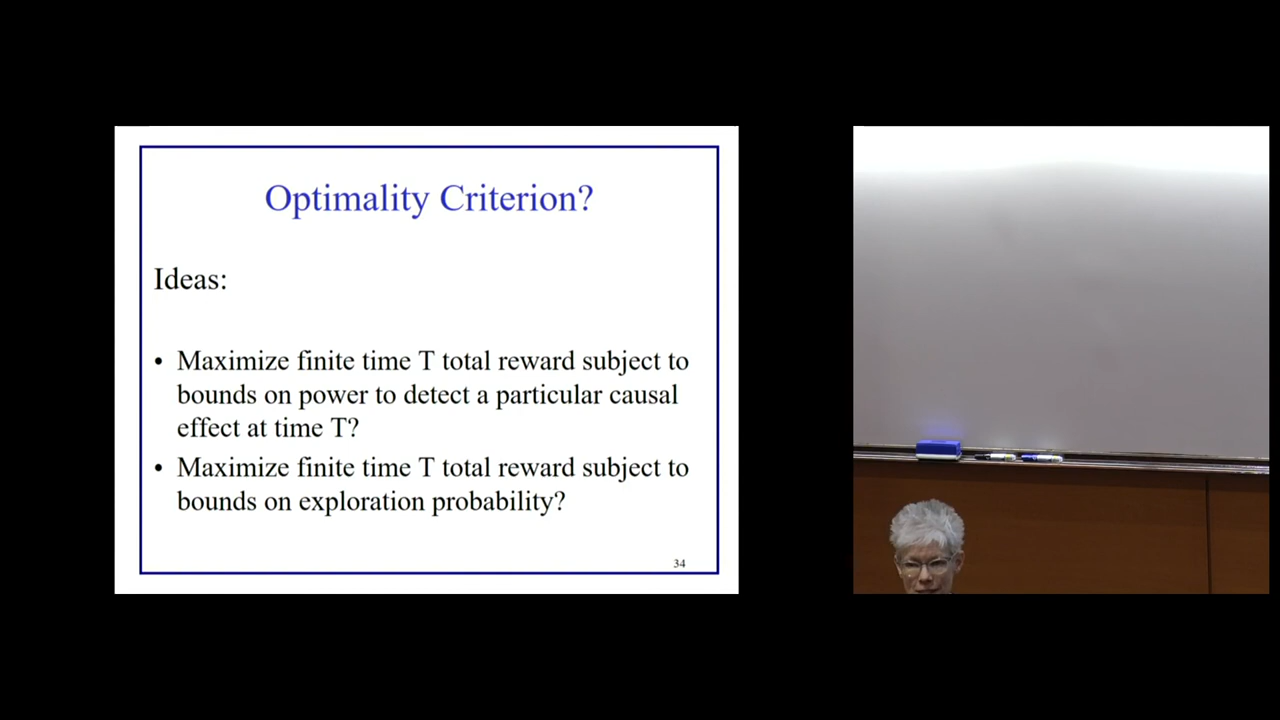 Optimality Criterion?
Ideas:
• Maximize finite time T total reward subject to
bounds on power to detect a particular causal
effect at time T?
• Maximize finite time T total reward subject to
bounds on exploration probability?
34